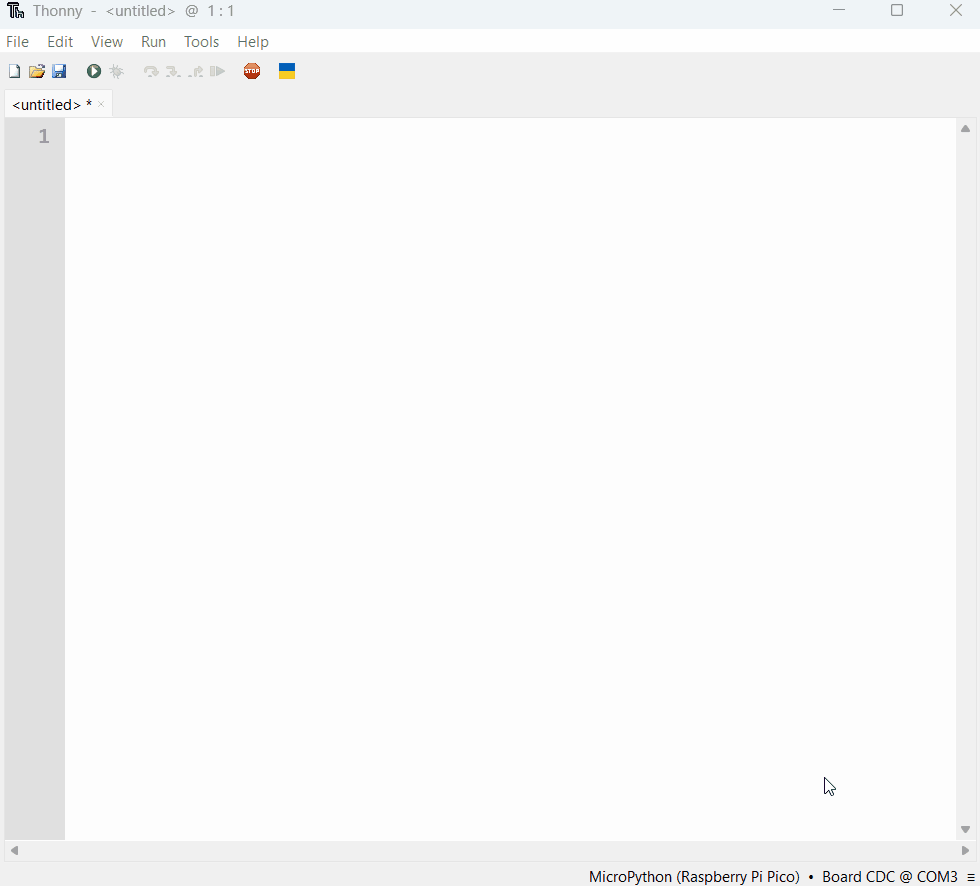 Th Thonny - <untitled> @ 1 : 1
File Edit View Run Tools Help
STOP
<untitled> *
1
MicroPython (Raspberry Pi Pico) • Board CDC @ COM3 ≡